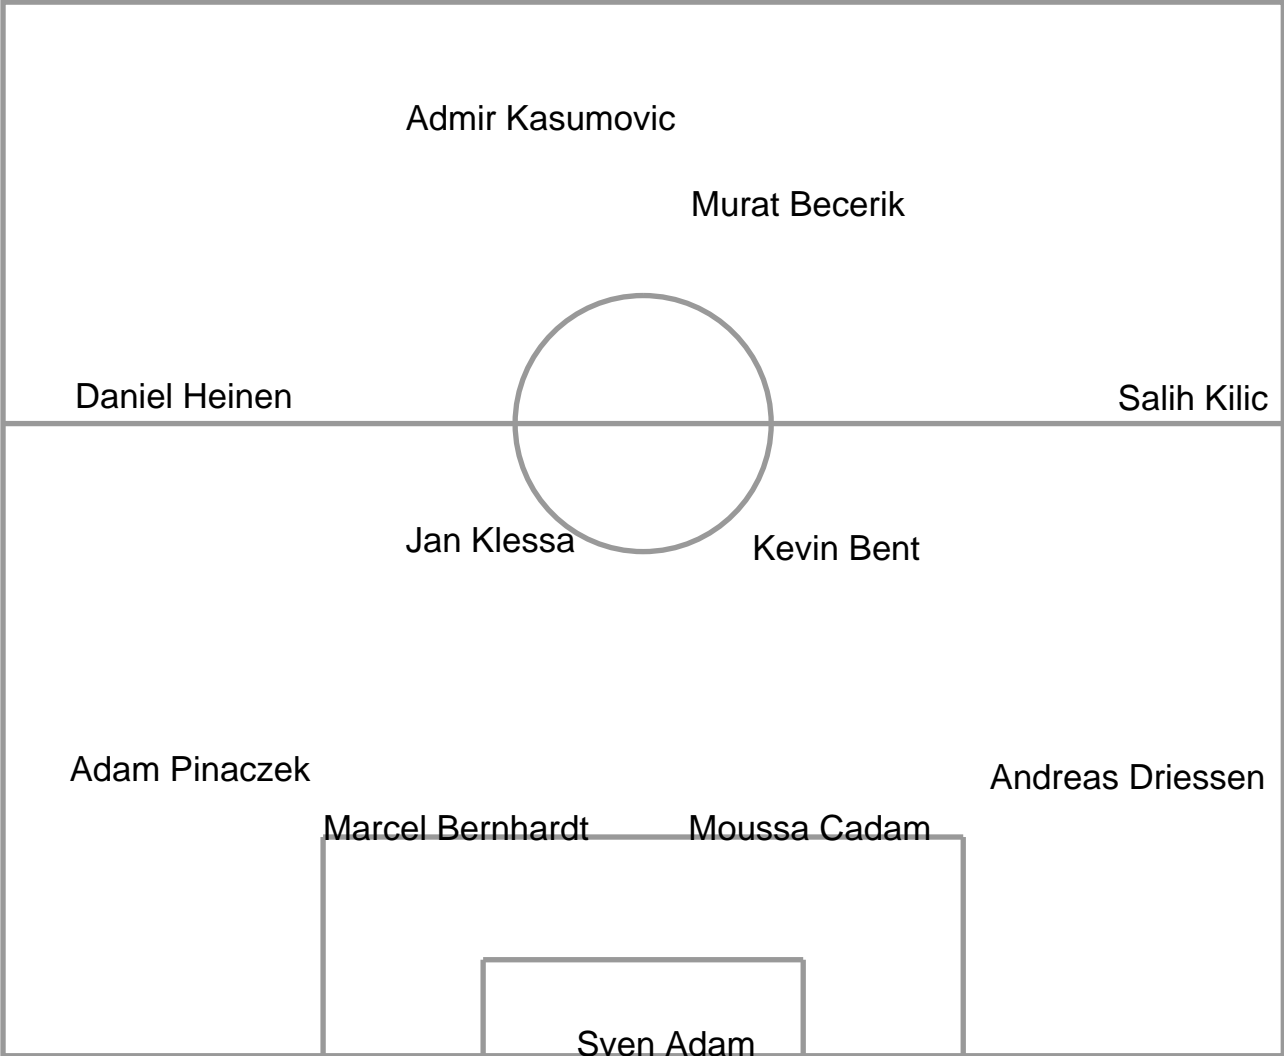 Admir Kasumovic
Murat Becerik
Daniel Heinen
Salih Kilic
Jan Klessa
Kevin Bent
Adam Pinaczek
Andreas Driessen
Marcel Bernhardt
Moussa Cadam
Sven Adam